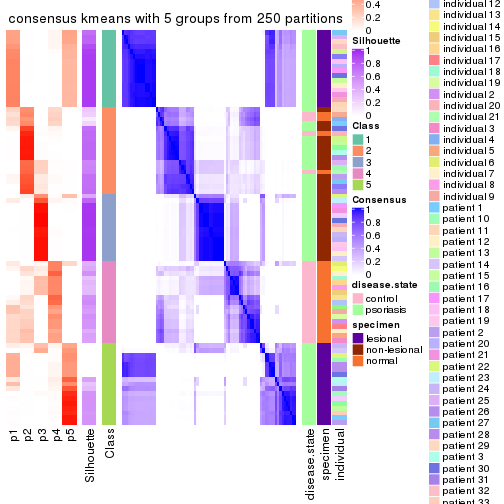 consensus kmeans with 5 groups from 250 partitions
p1
p2
p3
p4
p5
Silhouette
Class
disease.state
specimen
individual
0.4
0.2
0
Silhouette
1
0.8
0.6
0.4
0.2
0
Class
1
2
3
4
5
Consensus
1
0.8
0.6
0.4
0.2
0
disease.state
control
psoriasis
specimen
lesional
non-lesional
normal
individual 12
individual 13
individual 14
individual 15
individual 16
individual 17
individual 18
individual 19
individual 2
individual 20
individual 21
individual 3
individual 4
individual 5
individual 6
individual 7
individual 8
individual 9
patient 1
patient 10
patient 11
patient 12
patient 13
patient 14
patient 15
patient 16
patient 17
patient 18
patient 19
patient 2
patient 20
patient 21
patient 22
patient 23
patient 24
patient 25
patient 26
patient 27
patient 28
patient 29
patient 3
patient 30
patient 31
patient 32
patient 33